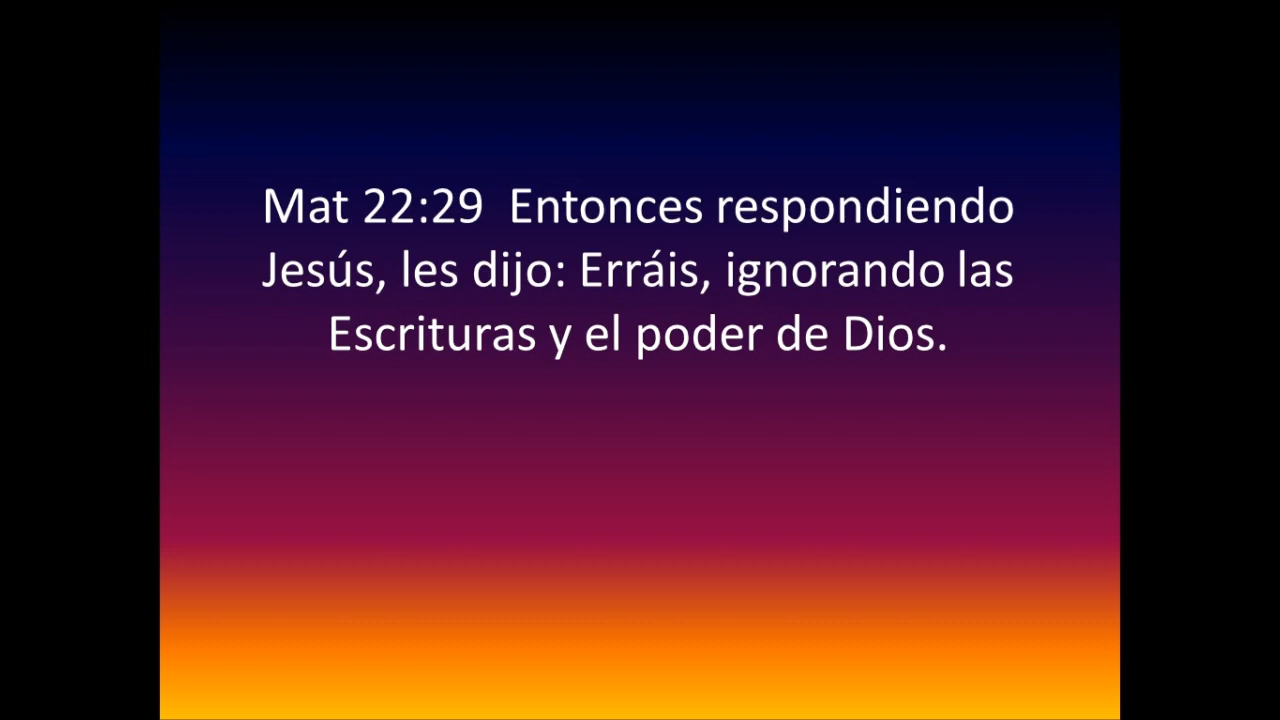 Mat 22:29  Entonces respondiendo
Jesús, les dijo: Erráis, ignorando las
Escrituras y el poder de Dios.